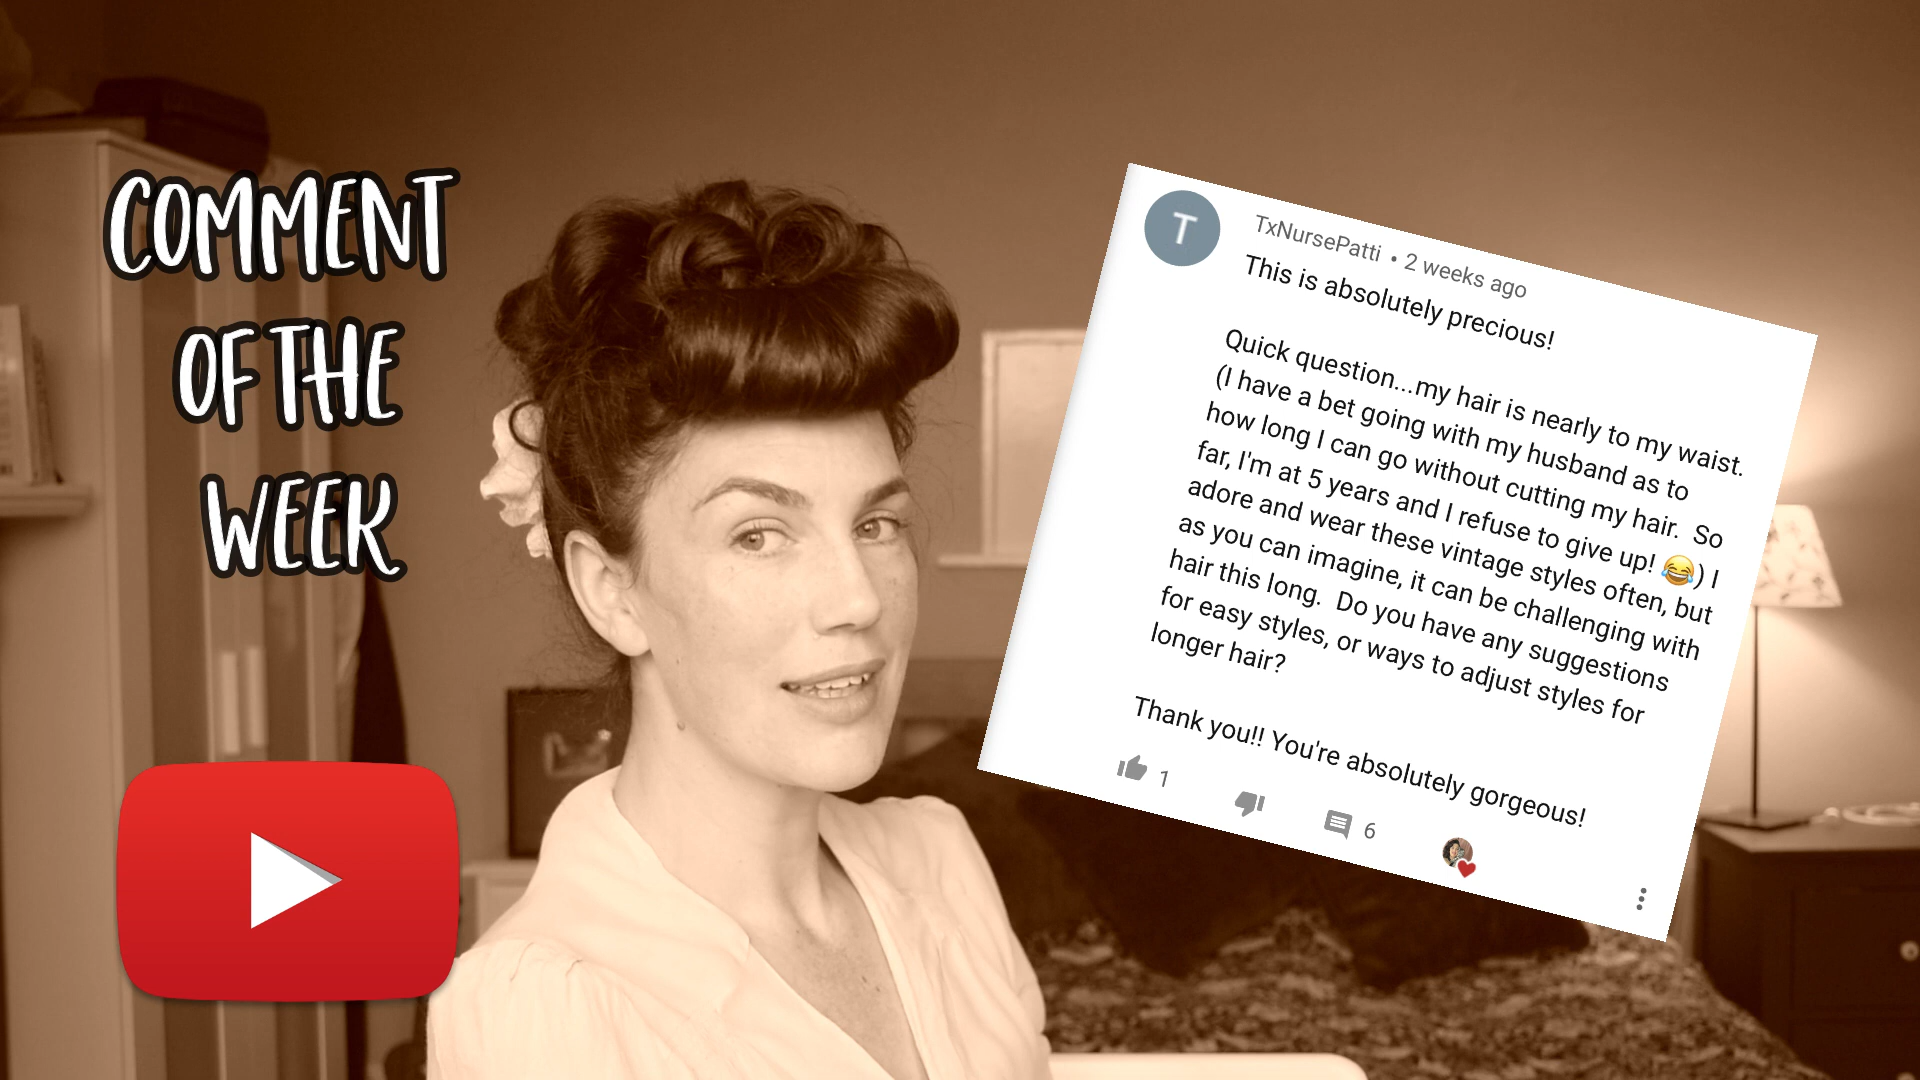 COMMENT
OF THE
WEEK
T
TxNursePatti • 2 weeks ago
This is absolutely precious!
Quick question...my hair is nearly to my waist.
(I have a bet going with my husband as to
how long I can go without cutting my hair. So
far, I'm at 5 years and I refuse to give up! 😂) I
adore and wear these vintage styles often, but
as you can imagine, it can be challenging with
hair this long. Do you have any suggestions
for easy styles, or ways to adjust styles for
longer hair?
Thank you!! You're absolutely gorgeous!
1
6